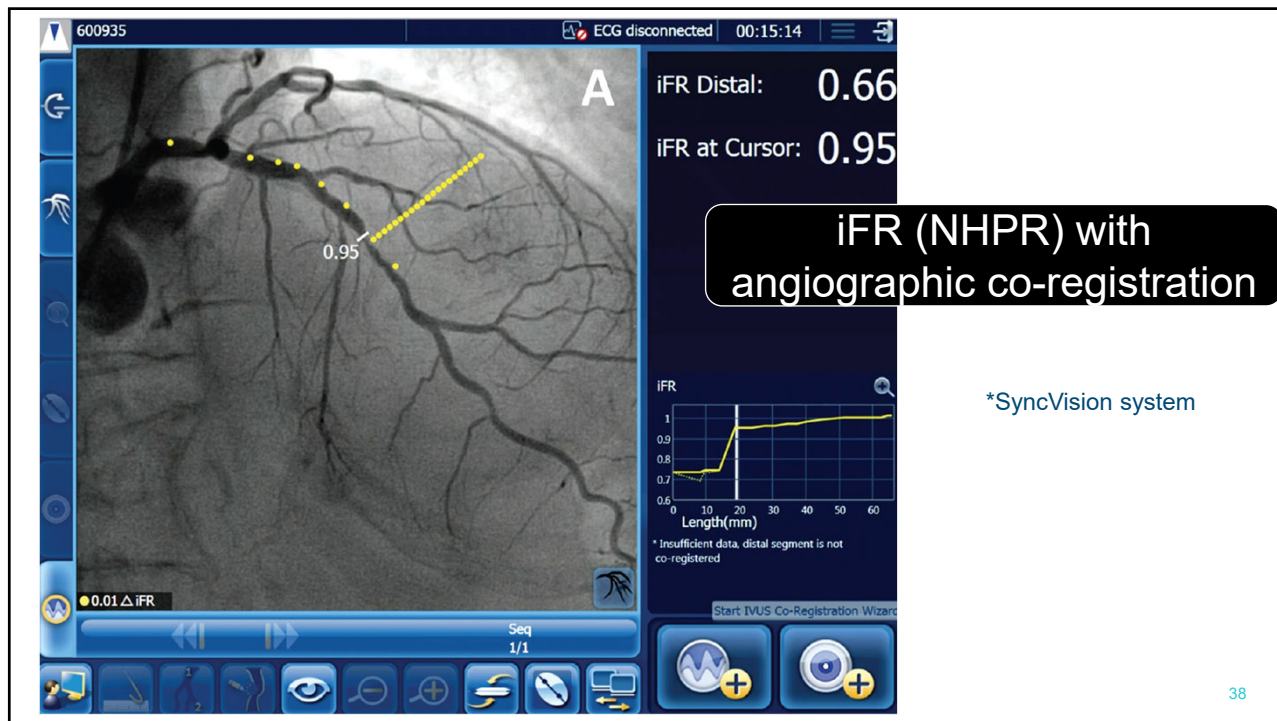 600935
ECG disconnected
00:15:14
A
iFR Distal: 0.66
iFR at Cursor: 0.95
iFR (NHPR) with
angiographic co-registration
0.95
iFR
*SyncVision system
1
0.9
0.8
0.7
0.6
0 10 20 30 40 50 60
Length(mm)
* Insufficient data, distal segment is not
co-registered
0.01 △ iFR
Start IVUS Co-Registration Wizard
Seq
1/1
1
2
38